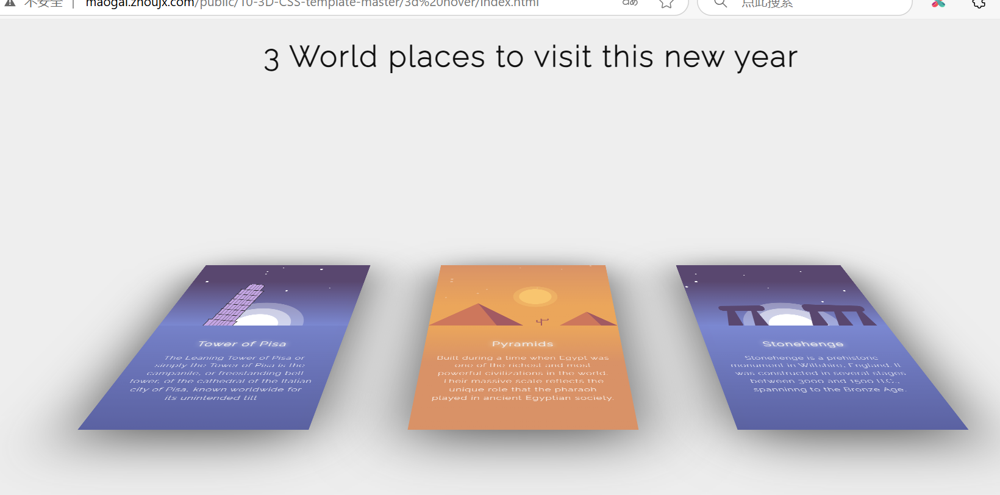 不安全 maogai.zhoujx.com/public/10-3D-CSS-template-master/3d%20hover/index.html aあ 点此搜索
3 World places to visit this new year
Tower of Pisa
The Leaning Tower of Pisa or
simply the Tower of Pisa is the
campanile, or freestanding bell
tower, of the cathedral of the Italian
city of Pisa, known worldwide for
its unintended tilt
Pyramids
Built during a time when Egypt was
one of the richest and most
powerful civilizations in the world.
Their massive scale reflects the
unique role that the pharaoh
played in ancient Egyptian society.
Stonehenge
Stonehenge is a prehistoric
monument in Wiltshire, England. It
was constructed in several stages
between 3000 and 1500 B.C.,
spanninng to the Bronze Age.